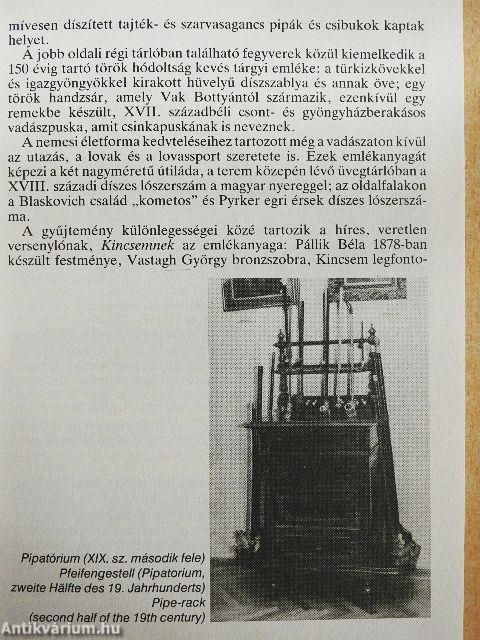 mívesen díszített tajték- és szarvasagancs pipák és csibukok kaptak
helyet.
A jobb oldali régi tárlóban található fegyverek közül kiemelkedik a
150 évig tartó török hódoltság kevés tárgyi emléke: a türkizkövekkel
és igazgyöngyökkel kirakott hüvelyű díszszablya és annak öve; egy
török handzsár, amely Vak Bottyántól származik, ezenkívül egy
remekbe készült, XVII. századbéli csont- és gyöngyházberakásos
vadászpuska, amit csinkapuskának is neveznek.
A nemesi életforma kedvteléseihez tartozott még a vadászaton kívül
az utazás, a lovak és a lovassport szeretete is. Ezek emlékanyagát
képezi a két nagyméretű útiláda, a terem közepén lévő üvegtárlóban a
XVIII. századi díszes lószerszám a magyar nyereggel; az oldalfalakon
a Blaskovich család „kometos" és Pyrker egri érsek díszes lószerszá-
ma.
A gyűjtemény különlegességei közé tartozik a híres, veretlen
versenylónak, Kincsemnek az emlékanyaga: Pállik Béla 1878-ban
készült festménye, Vastagh György bronzszobra, Kincsem legfonto-
Pipatórium (XIX. sz. második fele)
Pfeifengestell (Pipatorium,
zweite Hälfte des 19. Jahrhunderts)
Pipe-rack
(second half of the 19th century)
Antikvárium.hu